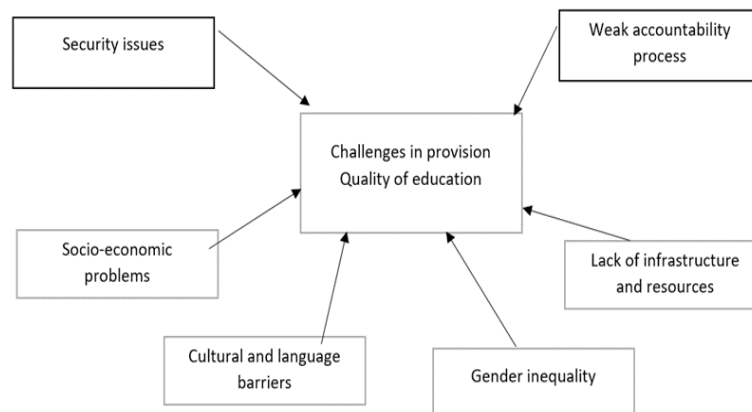 Security issues
Weak accountability
process
Challenges in provision
Quality of education
Socio-economic
problems
Lack of infrastructure
and resources
Cultural and language
barriers
Gender inequality